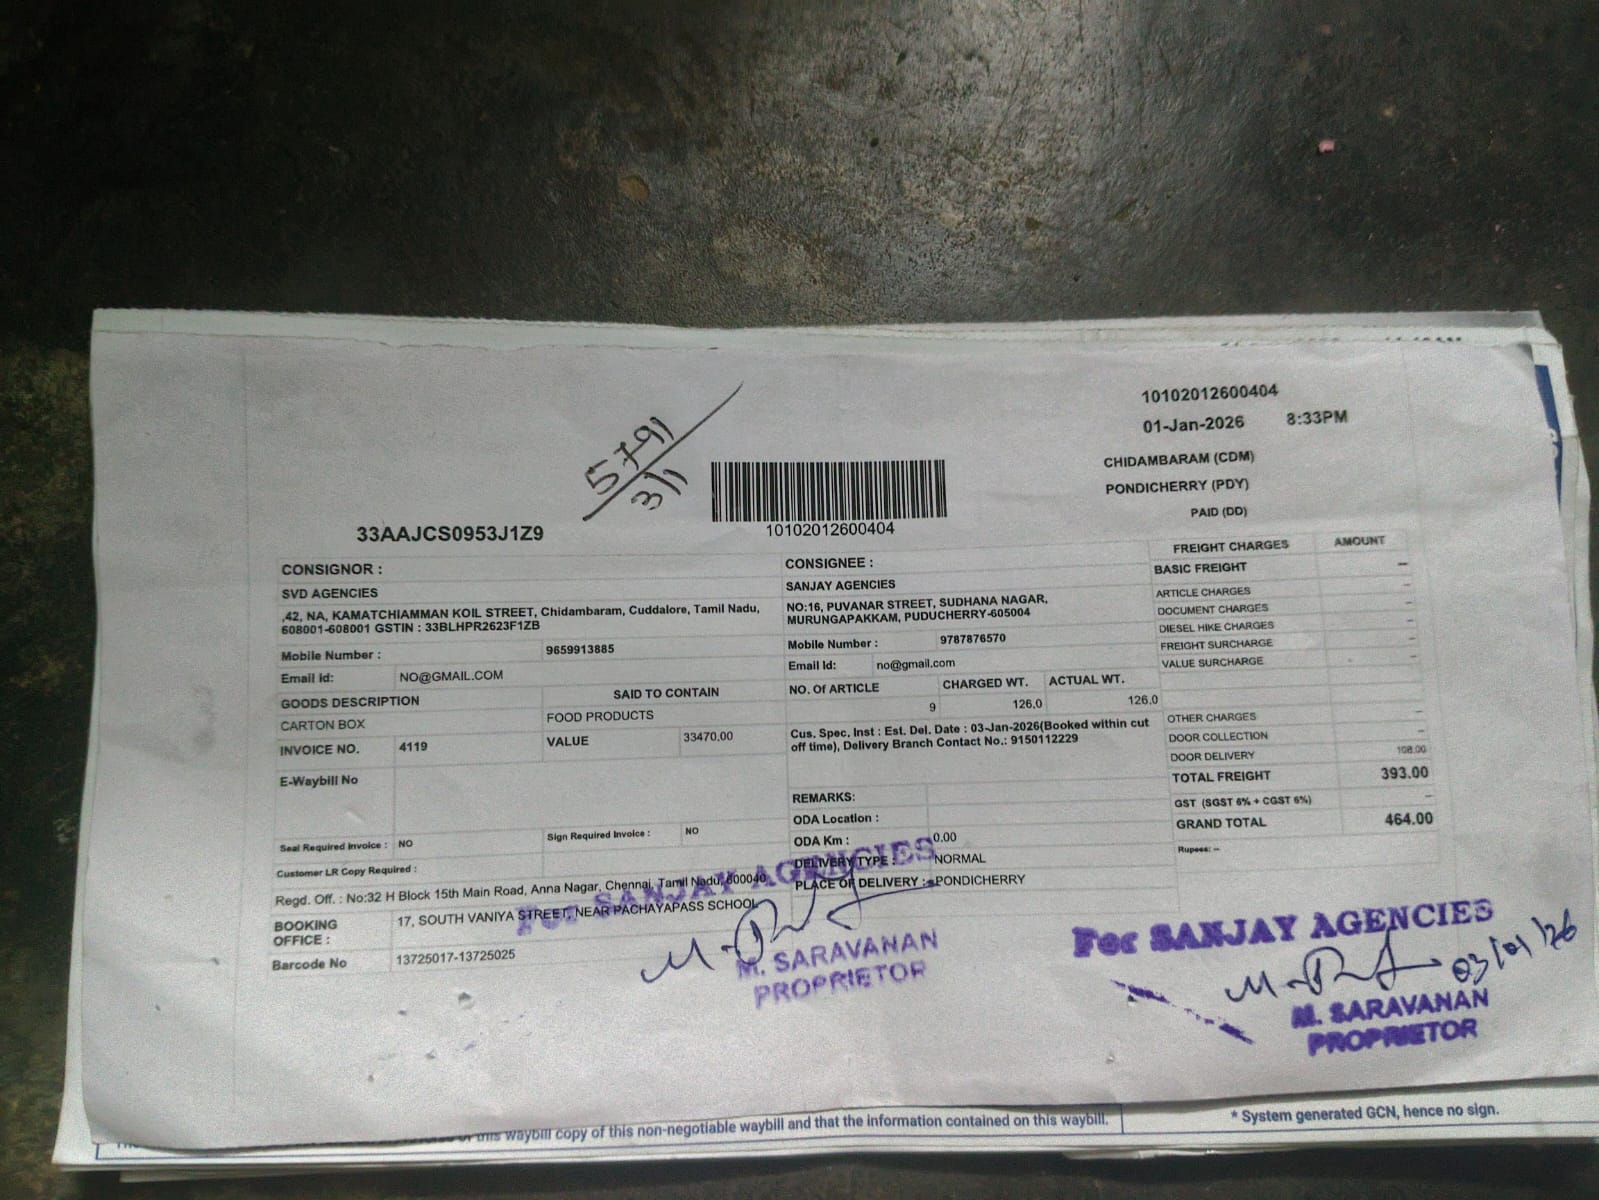 10102012600404
01-Jan-2026 8:33PM
CHIDAMBARAM (CDM)
PONDICHERRY (PDY)
PAID (DD)
5791
3/1
10102012600404
33AAJCS0953J1Z9
CONSIGNOR :
SVD AGENCIES
,42, NA, KAMATCHIAMMAN KOIL STREET, Chidambaram, Cuddalore, Tamil Nadu,
608001-608001 GSTIN : 33BLHPR2623F1ZB
Mobile Number : 9659913885
Email Id: NO@GMAIL.COM
GOODS DESCRIPTION SAID TO CONTAIN
CARTON BOX FOOD PRODUCTS
INVOICE NO. 4119 VALUE 33470.00
E-Waybill No
Seal Required Invoice : NO Sign Required Invoice : NO
Customer LR Copy Required :
Regd. Off. : No:32 H Block 15th Main Road, Anna Nagar, Chennai, Tamil Nadu, 600040
BOOKING OFFICE : 17, SOUTH VANIYA STREET, NEAR PACHAYAPASS SCHOOL
Barcode No 13725017-13725025
CONSIGNEE :
SANJAY AGENCIES
NO:16, PUVANAR STREET, SUDHANA NAGAR,
MURUNGAPAKKAM, PUDUCHERRY-605004
Mobile Number : 9787876570
Email Id: no@gmail.com
NO. Of ARTICLE CHARGED WT. ACTUAL WT.
9 126.0 126.0
Cus. Spec. Inst : Est. Del. Date : 03-Jan-2026(Booked within cut
off time), Delivery Branch Contact No.: 9150112229
REMARKS:
ODA Location :
ODA Km : 0.00
DELIVERY TYPE : NORMAL
PLACE OF DELIVERY : PONDICHERRY
FREIGHT CHARGES AMOUNT
BASIC FREIGHT –
ARTICLE CHARGES –
DOCUMENT CHARGES –
DIESEL HIKE CHARGES –
FREIGHT SURCHARGE –
VALUE SURCHARGE –
OTHER CHARGES –
DOOR COLLECTION –
DOOR DELIVERY 108.00
TOTAL FREIGHT 393.00
GST (SGST 6% + CGST 6%) –
GRAND TOTAL 464.00
Rupees: –
For SANJAY AGENCIES
M. SARAVANAN
PROPRIETOR
For SANJAY AGENCIES
03/01/26
M. SARAVANAN
PROPRIETOR
this waybill copy of this non-negotiable waybill and that the information contained on this waybill.
* System generated GCN, hence no sign.